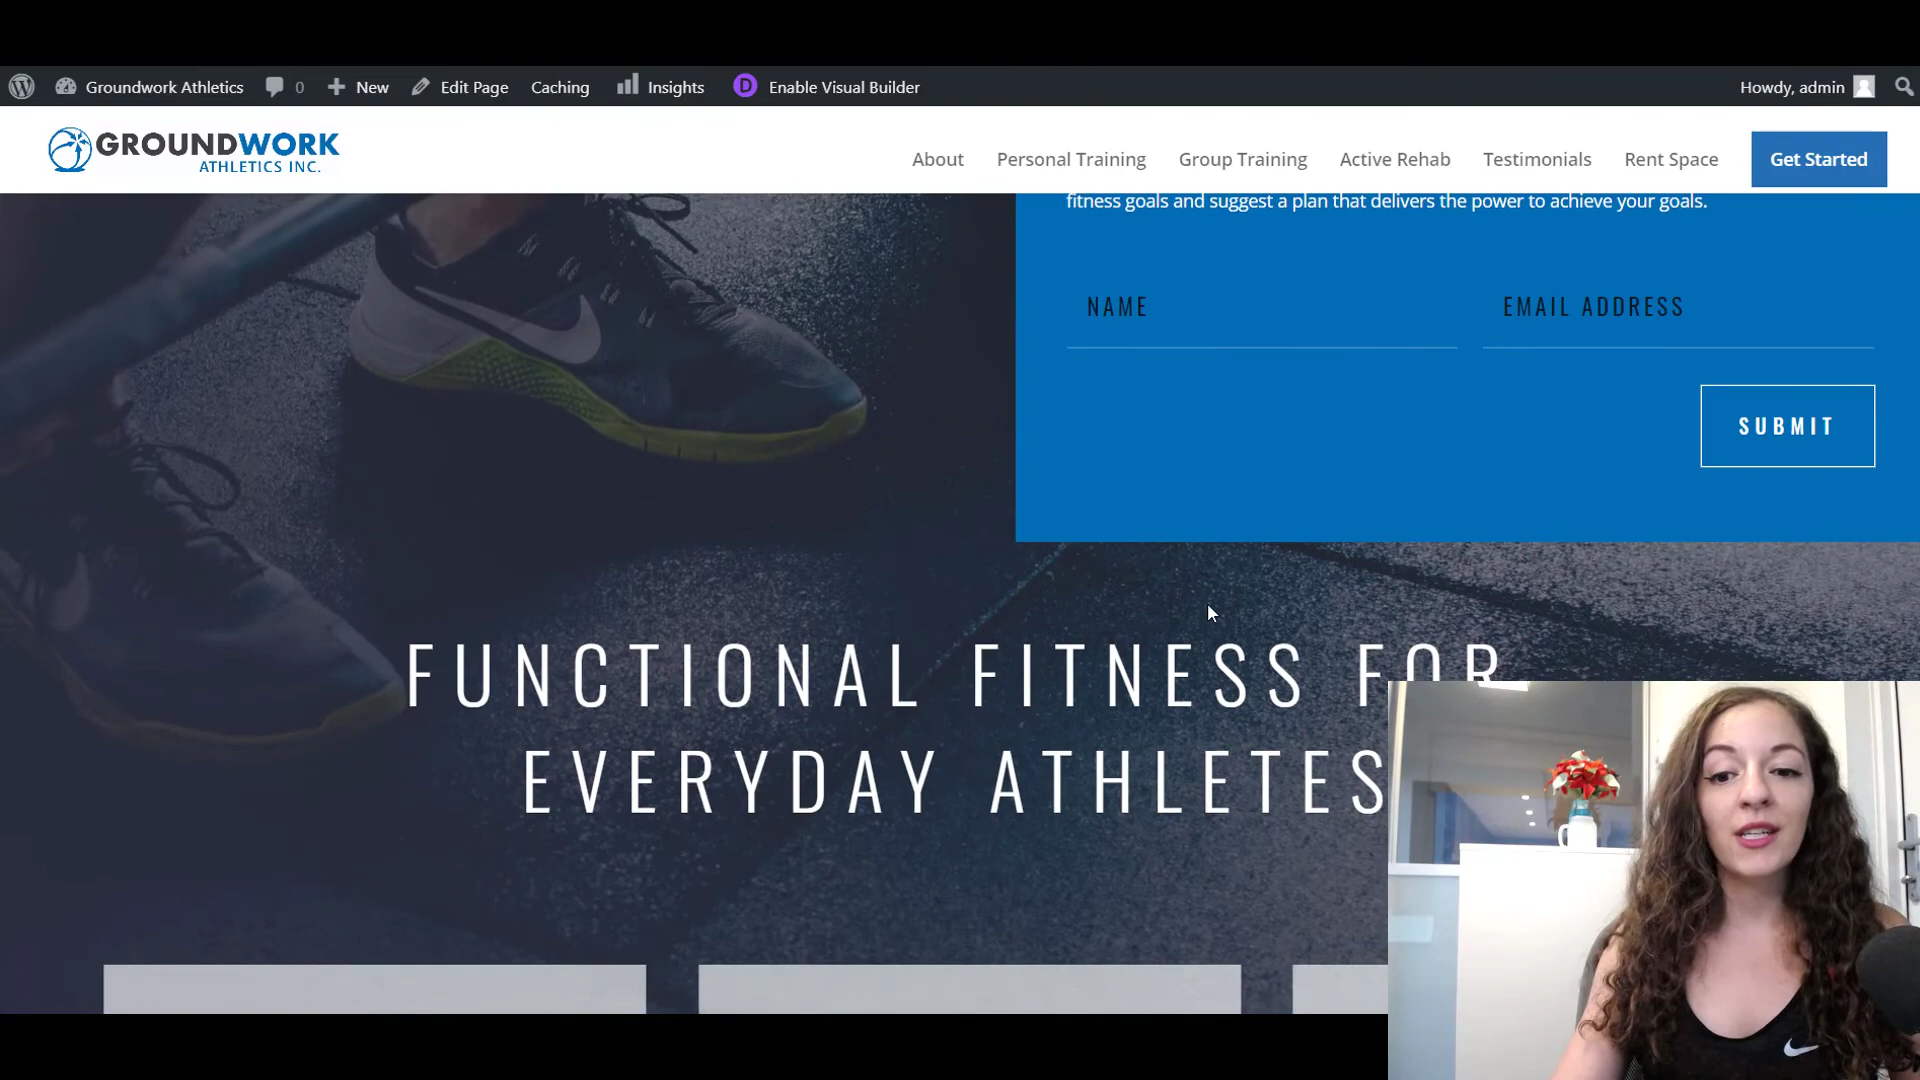 Groundwork Athletics 0 New Edit Page Caching Insights D Enable Visual Builder Howdy, admin
GROUNDWORK
ATHLETICS INC.
About Personal Training Group Training Active Rehab Testimonials Rent Space Get Started
fitness goals and suggest a plan that delivers the power to achieve your goals.
NAME EMAIL ADDRESS
SUBMIT
FUNCTIONAL FITNESS FOR
EVERYDAY ATHLETES